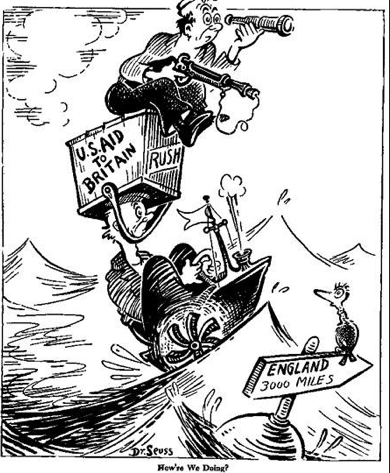 U.S. AID
TO
BRITAIN
RUSH
ENGLAND
3000 MILES
Dr. Seuss
How're We Doing?